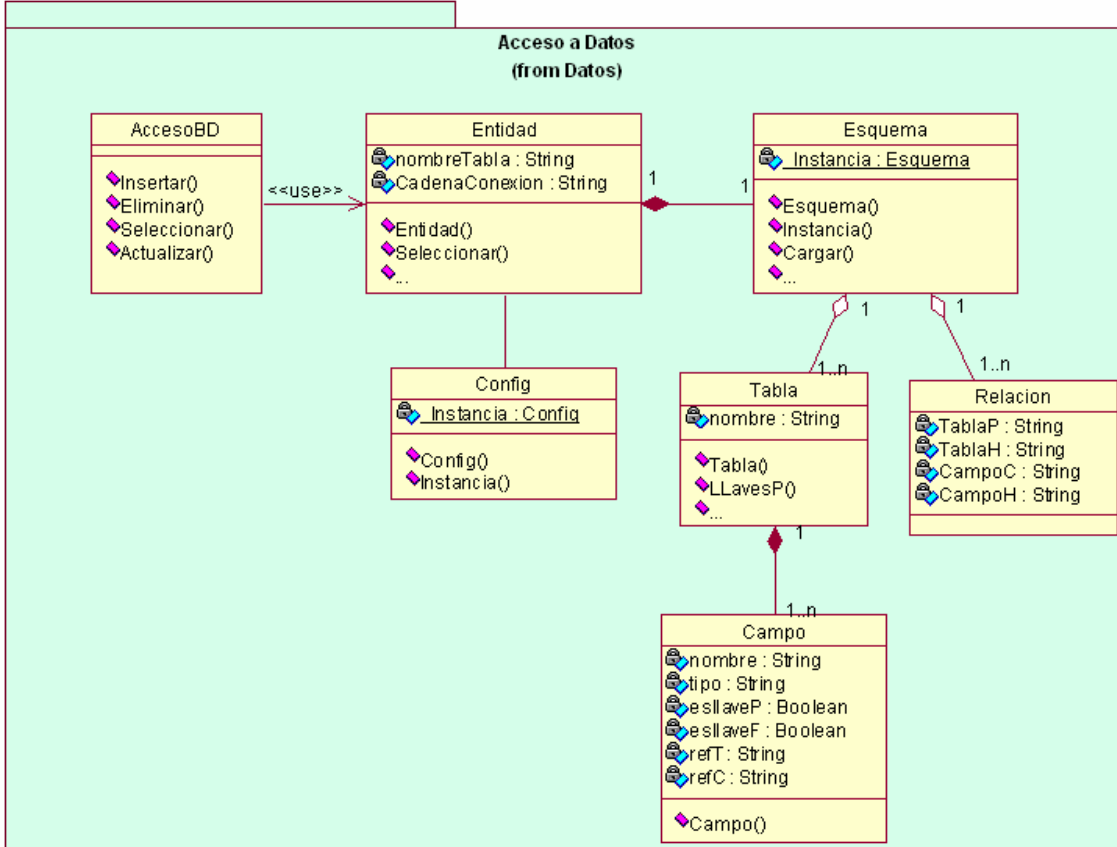 Acceso a Datos
(from Datos)
AccesoBD
Insertar()
Eliminar()
Seleccionar()
Actualizar()
<<use>>
Entidad
nombreTabla : String
CadenaConexion : String
Entidad()
Seleccionar()
...
1
1
Esquema
_Instancia : Esquema
Esquema()
Instancia()
Cargar()
...
1
1
1..n
1..n
Config
_Instancia : Config
Config()
Instancia()
Tabla
nombre : String
Tabla()
LLavesP()
...
Relacion
TablaP : String
TablaH : String
CampoC : String
CampoH : String
1
1..n
Campo
nombre : String
tipo : String
esllaveP : Boolean
esllaveF : Boolean
refT : String
refC : String
Campo()